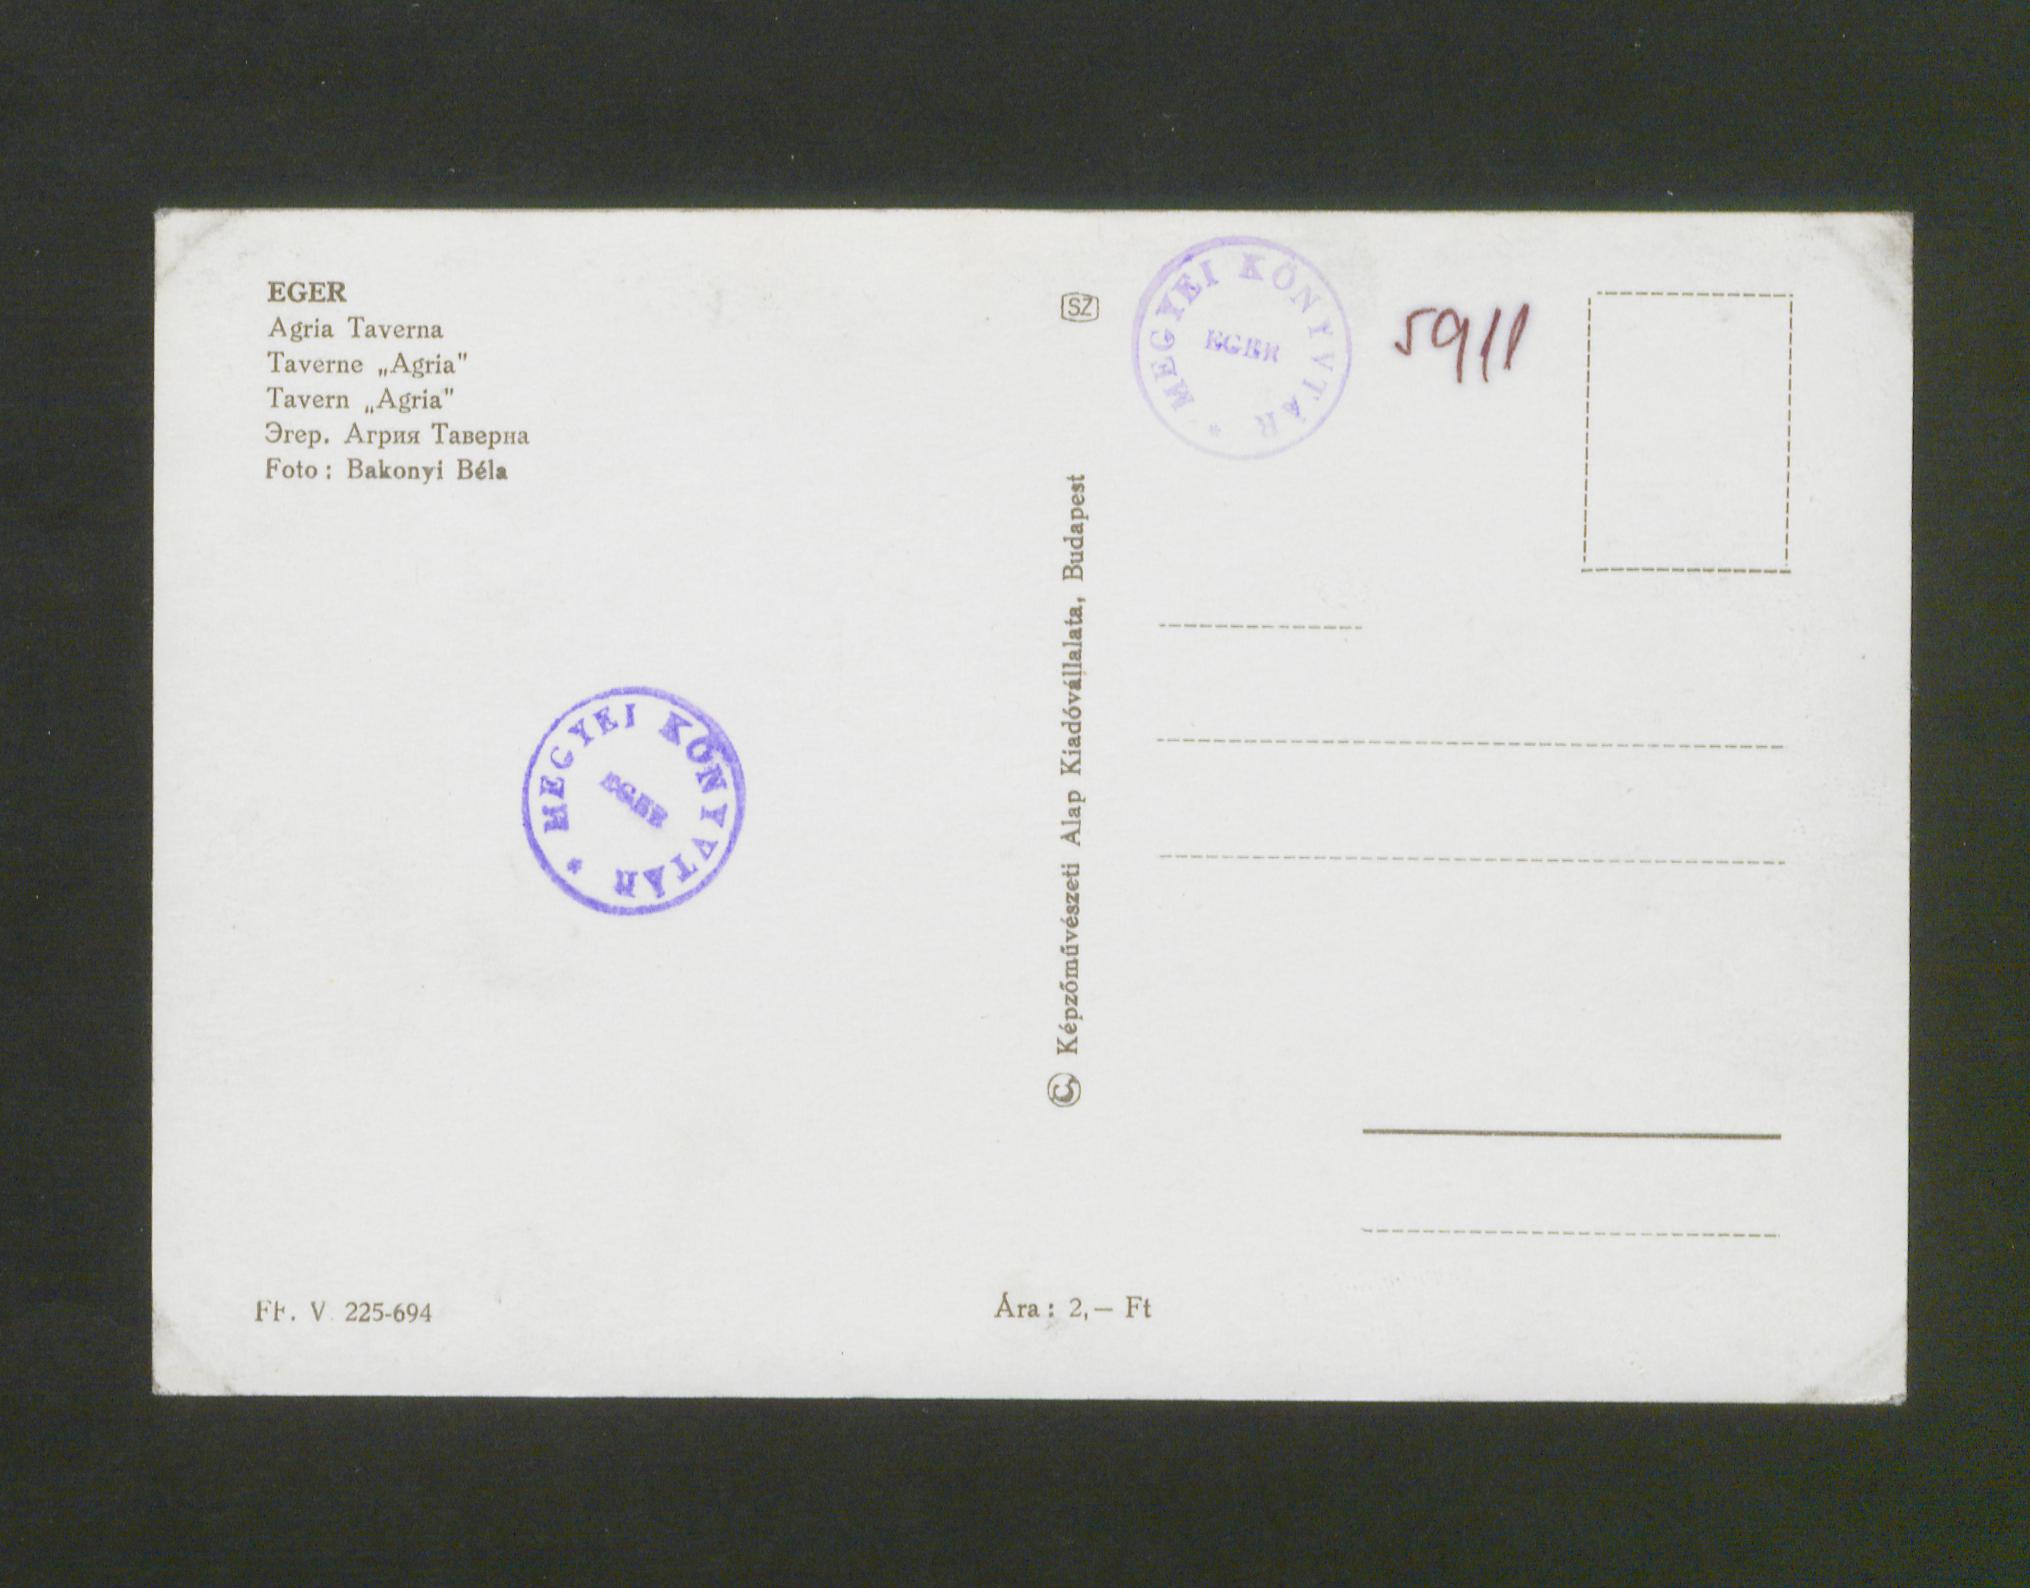 EGER
Agria Taverna
Taverne „Agria"
Tavern „Agria"
Эгер. Агрия Таверна
Foto: Bakonyi Béla
MEGYEI KÖNYVTÁR *
EGER
FF. V. 225-694
SZ
© Képzőművészeti Alap Kiadóvállalata, Budapest
Ára: 2,— Ft
MEGYEI KÖNYVTÁR *
EGER
5911